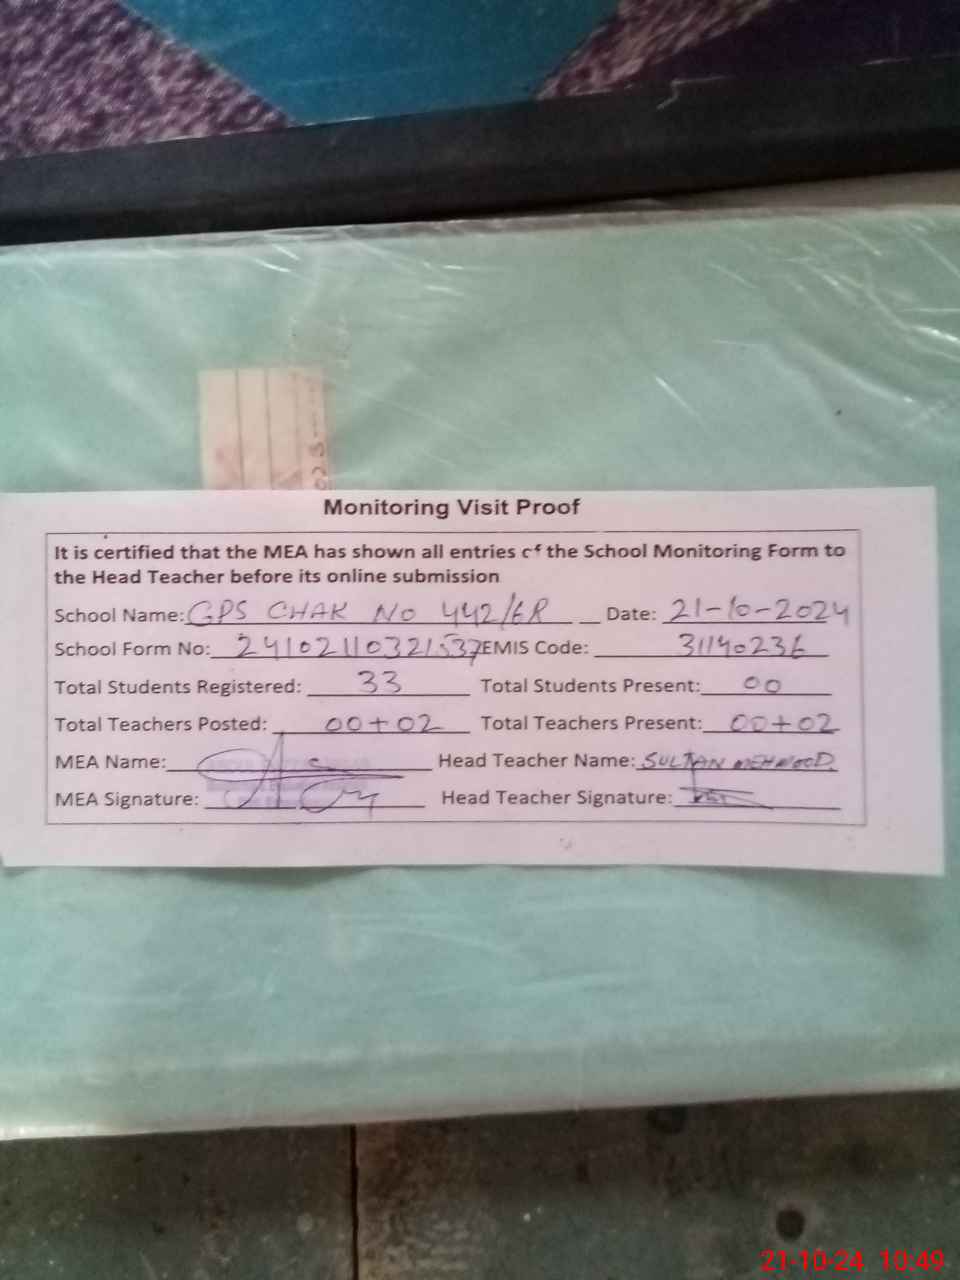 Monitoring Visit Proof
It is certified that the MEA has shown all entries of the School Monitoring Form to
the Head Teacher before its online submission
School Name: GPS CHAK NO 442/6R Date: 21-10-2024
School Form No: EMIS Code: 31140236
Total Students Registered: 33 Total Students Present: 00
Total Teachers Posted: 00+02 Total Teachers Present: 00+02
MEA Name: Head Teacher Name: SULTAN MEHMOOD.
MEA Signature: Head Teacher Signature:
21-10-24 10:49